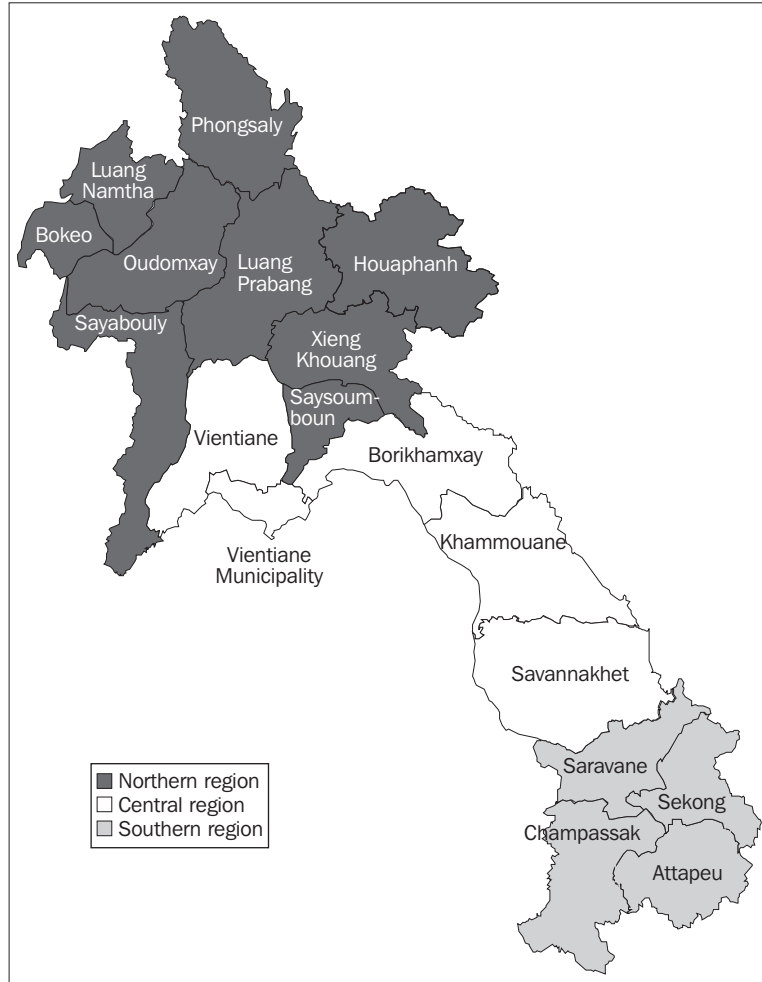 Phongsaly
Luang
Namtha
Bokeo
Oudomxay
Luang
Prabang
Houaphanh
Sayabouly
Xieng
Khouang
Saysoum-
boun
Vientiane
Borikhamxay
Khammouane
Vientiane
Municipality
Savannakhet
Saravane
Sekong
Champassak
Attapeu
Northern region
Central region
Southern region